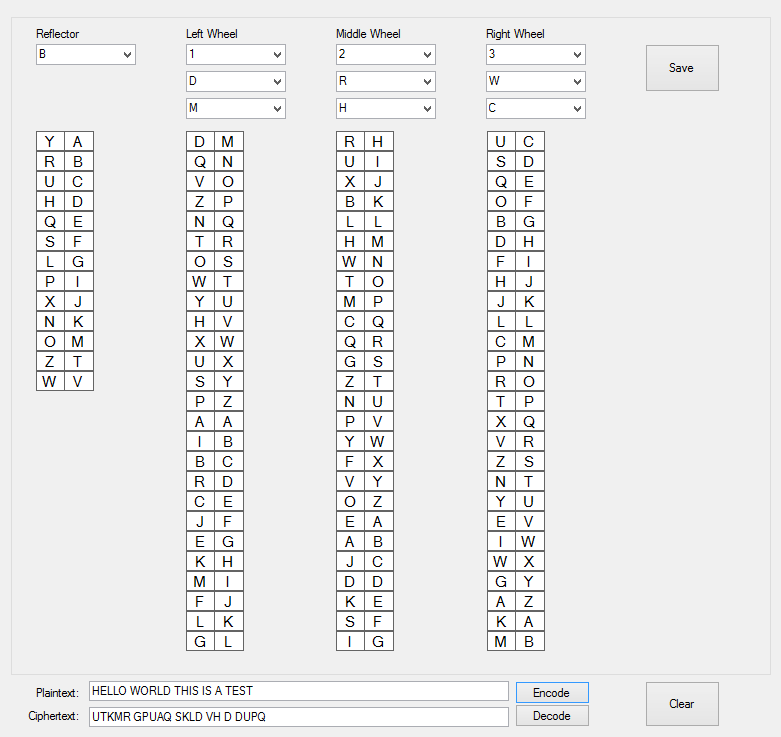 Reflector Left Wheel Middle Wheel Right Wheel
B 1 2 3 Save
D R W
M H C
Y A D M R H U C
R B Q N U I S D
U C V O X J Q E
H D Z P B K O F
Q E N Q L L B G
S F T R H M D H
L G O S W N F I
P I W T T O H J
X J Y U M P J K
N K H V C Q L L
O M X W Q R C M
Z T U X G S P N
W V S Y Z T R O
P Z N U T P
A A P V X Q
I B Y W V R
B C F X Z S
R D V Y N T
C E O Z Y U
J F E A E V
E G A B I W
K H J C W X
M I D D G Y
F J K E A Z
L K S F K A
G L I G M B
Plaintext: HELLO WORLD THIS IS A TEST Encode
Ciphertext: UTKMR GPUAQ SKLD VH D DUPQ Decode
Clear